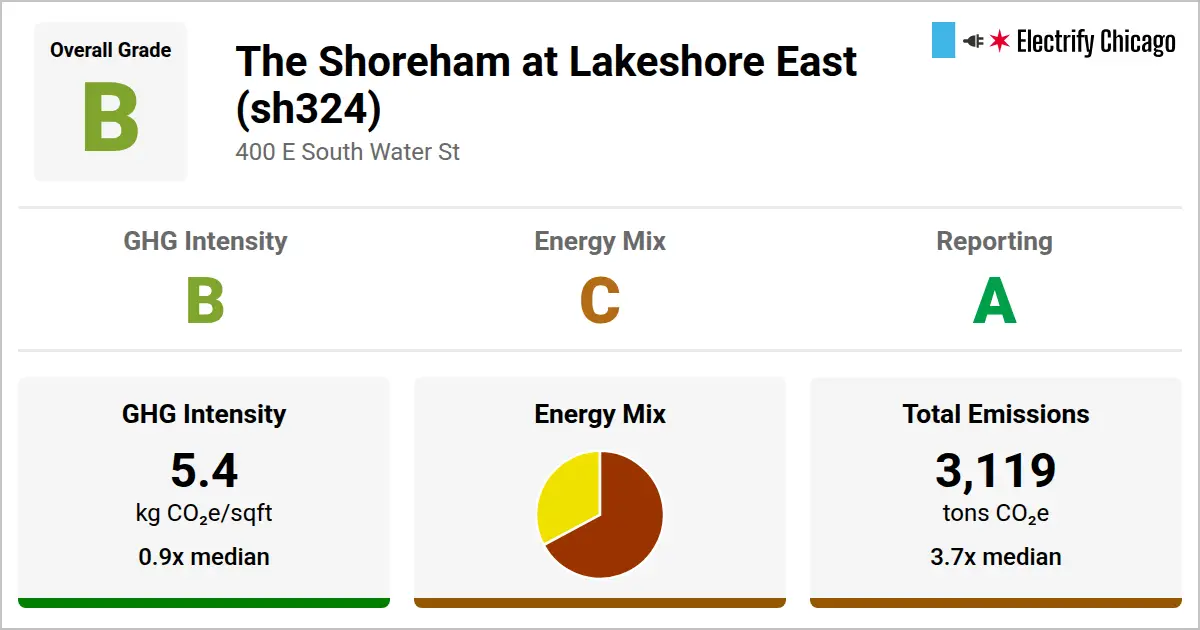 Overall Grade
B
The Shoreham at Lakeshore East
(sh324)
400 E South Water St
Electrify Chicago
GHG Intensity
B
Energy Mix
C
Reporting
A
GHG Intensity
5.4
kg CO₂e/sqft
0.9x median
Energy Mix
Total Emissions
3,119
tons CO₂e
3.7x median